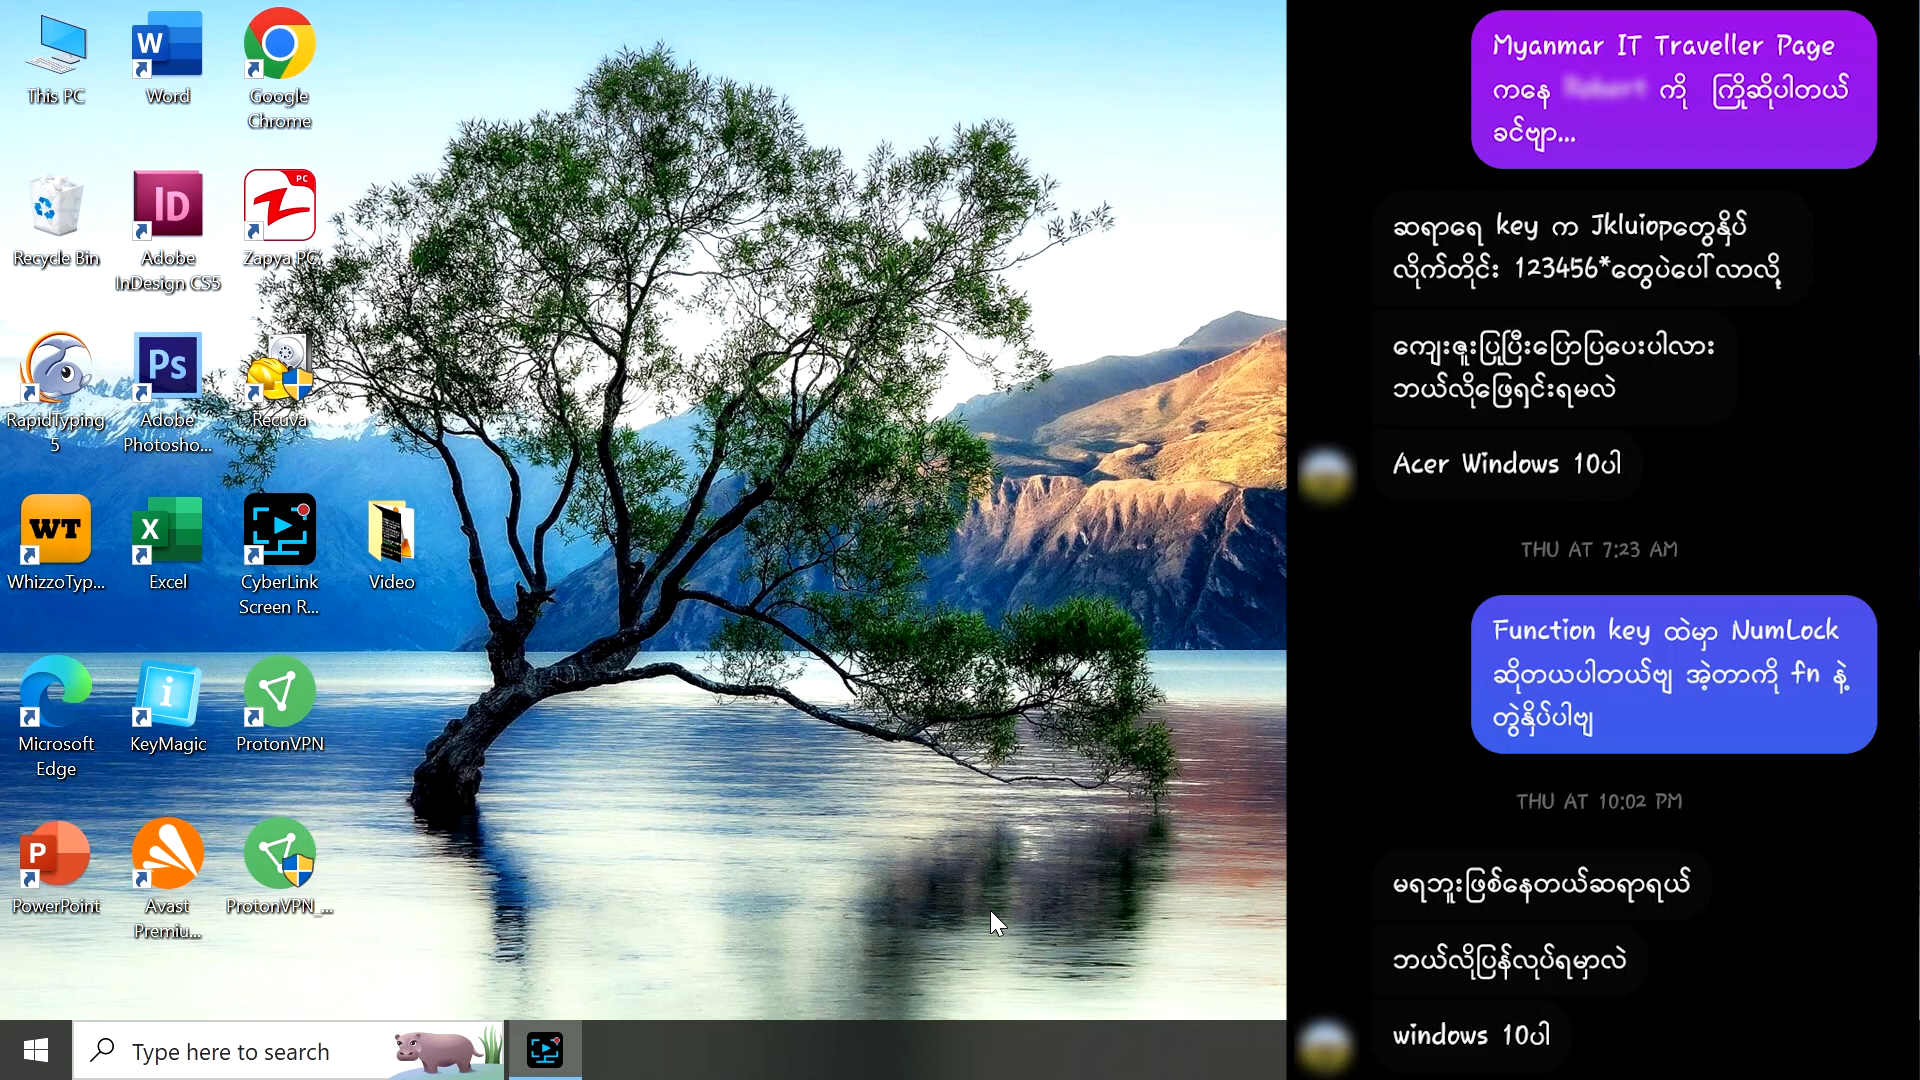 This PC
Word
Google
Chrome
Recycle Bin
Adobe
InDesign CS5
Zapya PC
RapidTyping
5
Adobe
Photosho...
Recuva
WhizzoTyp...
Excel
CyberLink
Screen R...
Video
Microsoft
Edge
KeyMagic
ProtonVPN
PowerPoint
Avast
Premiu...
ProtonVPN_...
Type here to search
Myanmar IT Traveller Page
ကနေ ကို ကြိုဆိုပါတယ်
ခင်ဗျာ...
ဆရာရေ key က Jkluiopတွေနှိပ်
လိုက်တိုင်း 123456*တွေပဲပေါ်လာလို့
ကျေးဇူးပြုပြီးပြောပြပေးပါလား
ဘယ်လိုဖြေရှင်းရမလဲ
Acer Windows 10ပါ
THU AT 7:23 AM
Function key ထဲမှာ NumLock
ဆိုတယပါတယ်ဗျ အဲ့တာကို fn နဲ့
တွဲနှိပ်ပါဗျ
THU AT 10:02 PM
မရဘူးဖြစ်နေတယ်ဆရာရယ်
ဘယ်လိုပြန်လုပ်ရမှာလဲ
windows 10ပါ